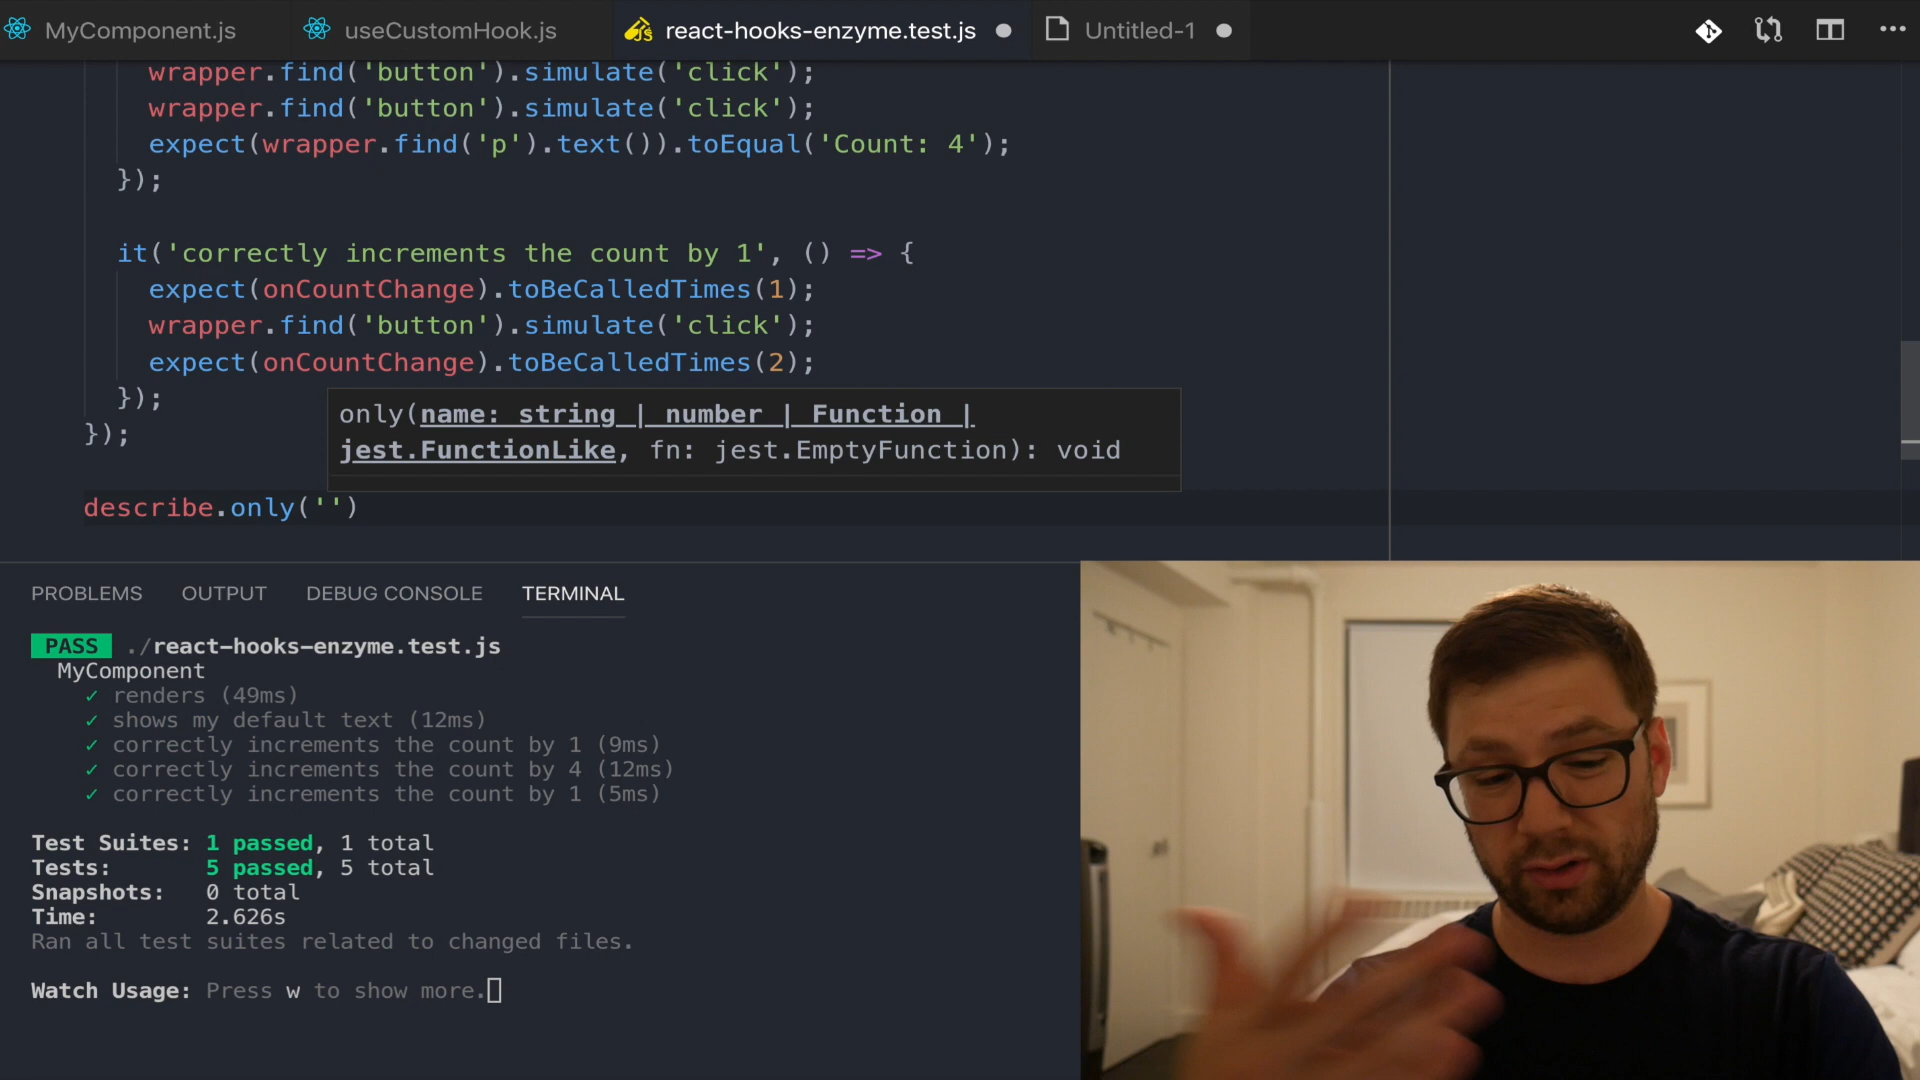 MyComponent.js
useCustomHook.js
react-hooks-enzyme.test.js
Untitled-1
wrapper.find('button').simulate('click');
wrapper.find('button').simulate('click');
expect(wrapper.find('p').text()).toEqual('Count: 4');
});
it('correctly increments the count by 1', () => {
expect(onCountChange).toBeCalledTimes(1);
wrapper.find('button').simulate('click');
expect(onCountChange).toBeCalledTimes(2);
});
});
only(name: string | number | Function |
jest.FunctionLike, fn: jest.EmptyFunction): void
describe.only('')
PROBLEMS
OUTPUT
DEBUG CONSOLE
TERMINAL
PASS ./react-hooks-enzyme.test.js
MyComponent
✓ renders (49ms)
✓ shows my default text (12ms)
✓ correctly increments the count by 1 (9ms)
✓ correctly increments the count by 4 (12ms)
✓ correctly increments the count by 1 (5ms)
Test Suites: 1 passed, 1 total
Tests: 5 passed, 5 total
Snapshots: 0 total
Time: 2.626s
Ran all test suites related to changed files.
Watch Usage: Press w to show more.